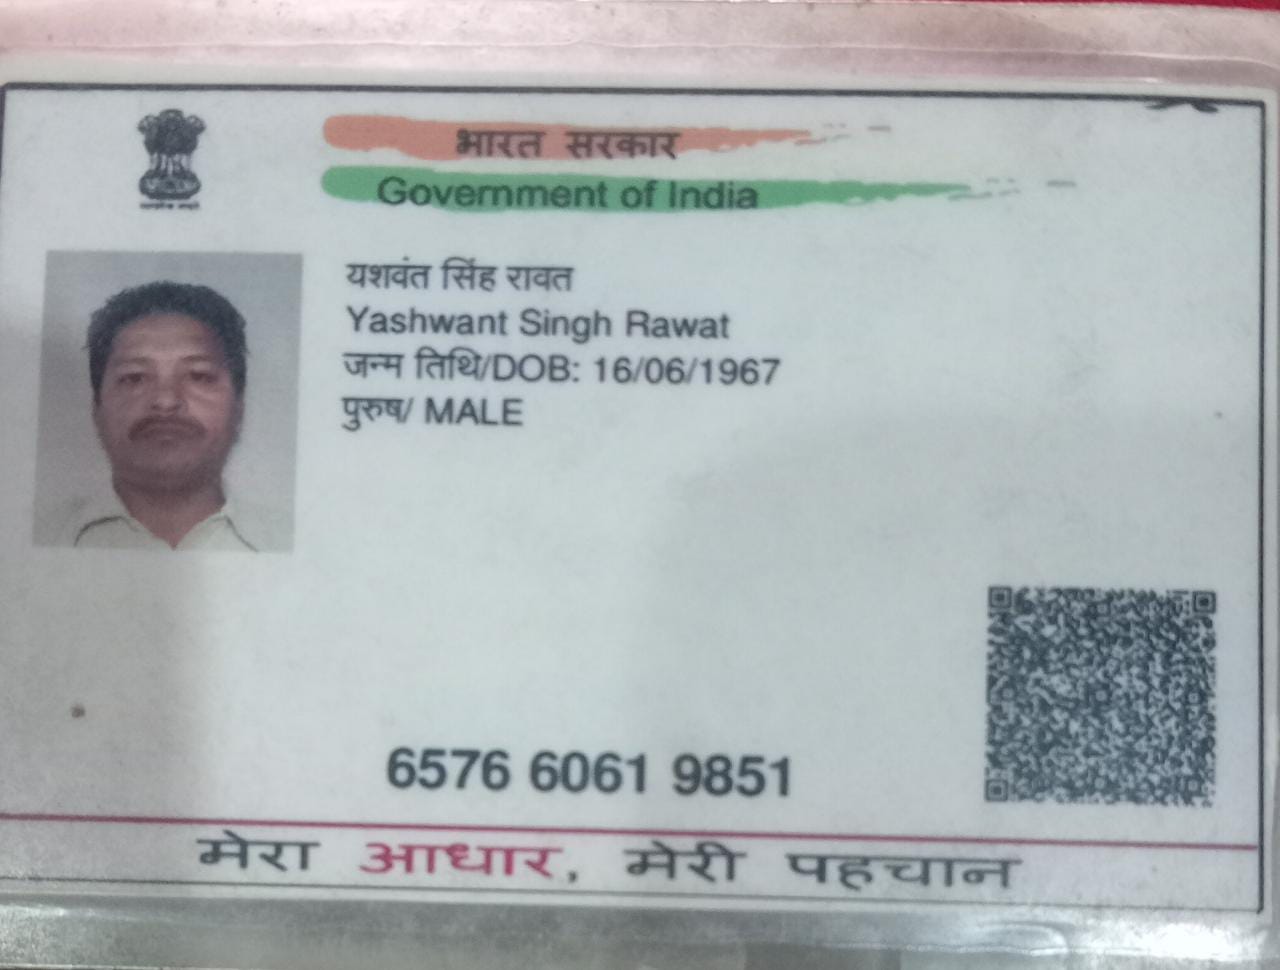 भारत सरकार
Government of India
यशवंत सिंह रावत
Yashwant Singh Rawat
जन्म तिथि/DOB: 16/06/1967
पुरुष/ MALE
6576 6061 9851
मेरा आधार, मेरी पहचान